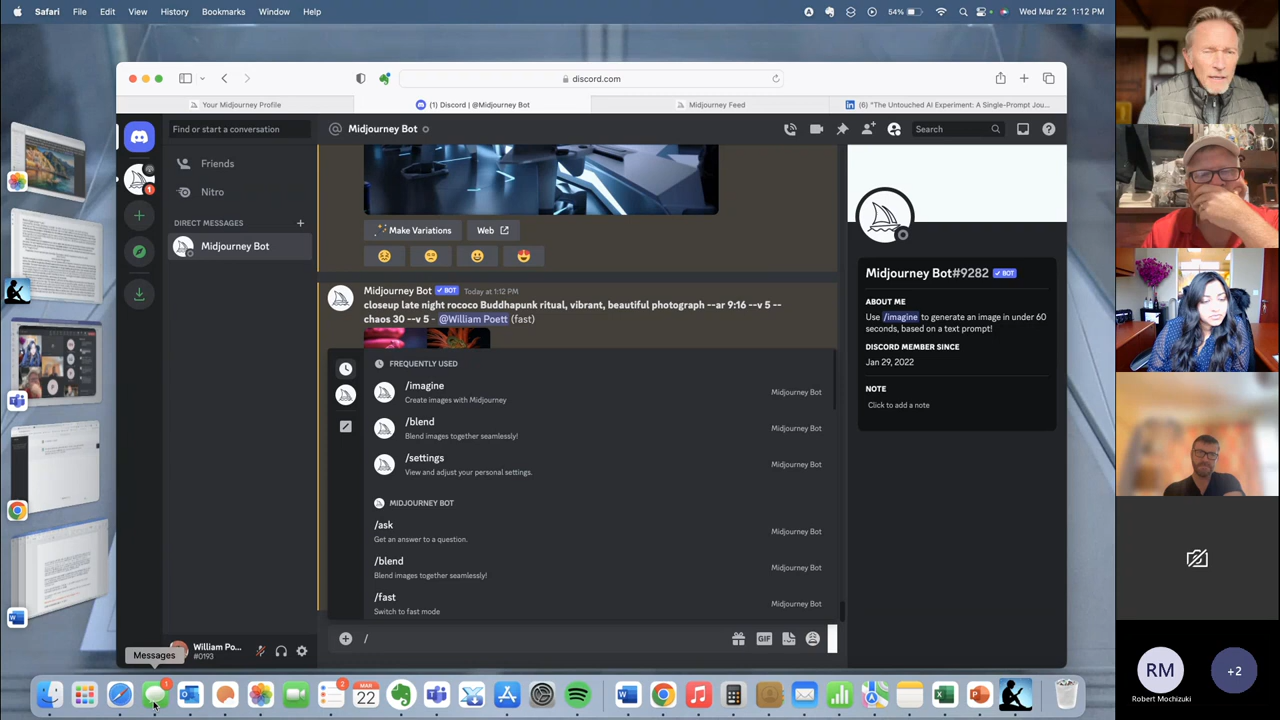 Safari File Edit View History Bookmarks Window Help
54%
Wed Mar 22 1:12 PM
discord.com
Your Midjourney Profile
(1) Discord | @Midjourney Bot
Midjourney Feed
(6) "The Untouched AI Experiment: A Single-Prompt Jou...
Find or start a conversation
Midjourney Bot
Search
Friends
Nitro
DIRECT MESSAGES
Midjourney Bot
1
Make Variations
Web
Midjourney Bot BOT Today at 1:12 PM
closeup late night rococo Buddhapunk ritual, vibrant, beautiful photograph --ar 9:16 --v 5 --
chaos 30 --v 5 - @William Poett (fast)
FREQUENTLY USED
/imagine
Create images with Midjourney
Midjourney Bot
/blend
Blend images together seamlessly!
Midjourney Bot
/settings
View and adjust your personal settings.
Midjourney Bot
MIDJOURNEY BOT
/ask
Get an answer to a question.
Midjourney Bot
/blend
Blend images together seamlessly!
Midjourney Bot
/fast
Switch to fast mode
Midjourney Bot
/
GIF
Midjourney Bot#9282 BOT
ABOUT ME
Use /imagine to generate an image in under 60
seconds, based on a text prompt!
DISCORD MEMBER SINCE
Jan 29, 2022
NOTE
Click to add a note
William Po...
#0193
Messages
1
2
MAR
22
RM
Robert Mochizuki
+2